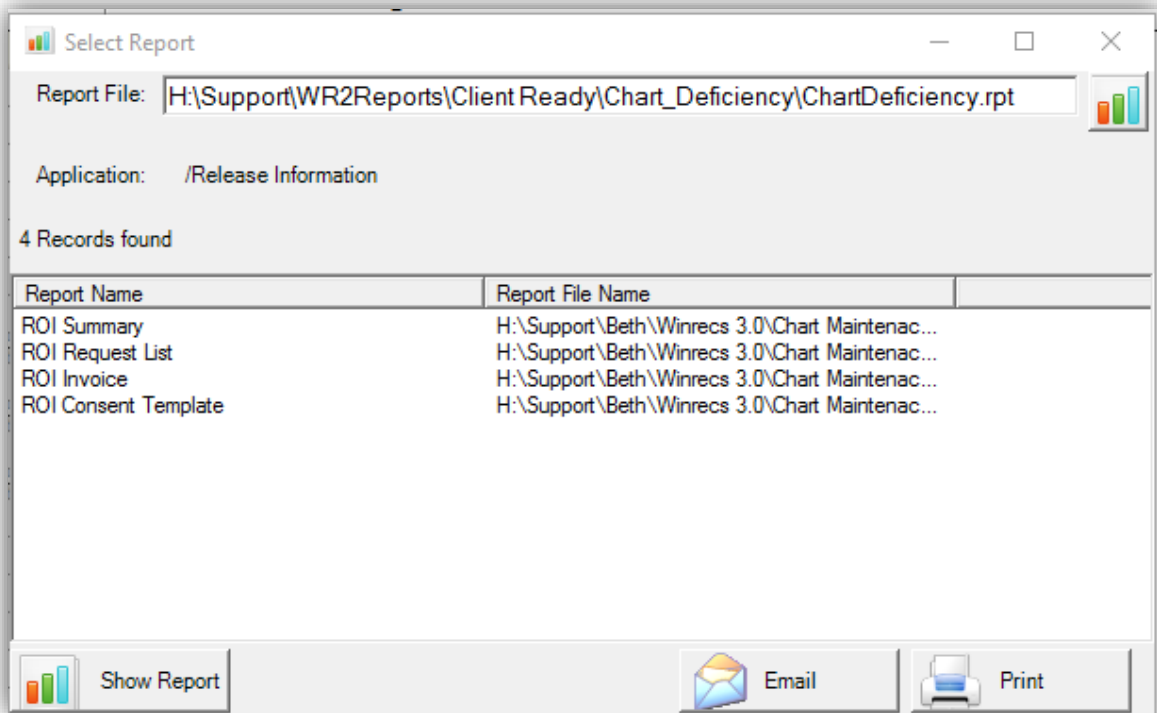 Select Report
Report File: H:\Support\WR2Reports\Client Ready\Chart_Deficiency\ChartDeficiency.rpt
Application: /Release Information
4 Records found
Report Name Report File Name
ROI Summary H:\Support\Beth\Winrecs 3.0\Chart Maintenac...
ROI Request List H:\Support\Beth\Winrecs 3.0\Chart Maintenac...
ROI Invoice H:\Support\Beth\Winrecs 3.0\Chart Maintenac...
ROI Consent Template H:\Support\Beth\Winrecs 3.0\Chart Maintenac...
Show Report Email Print